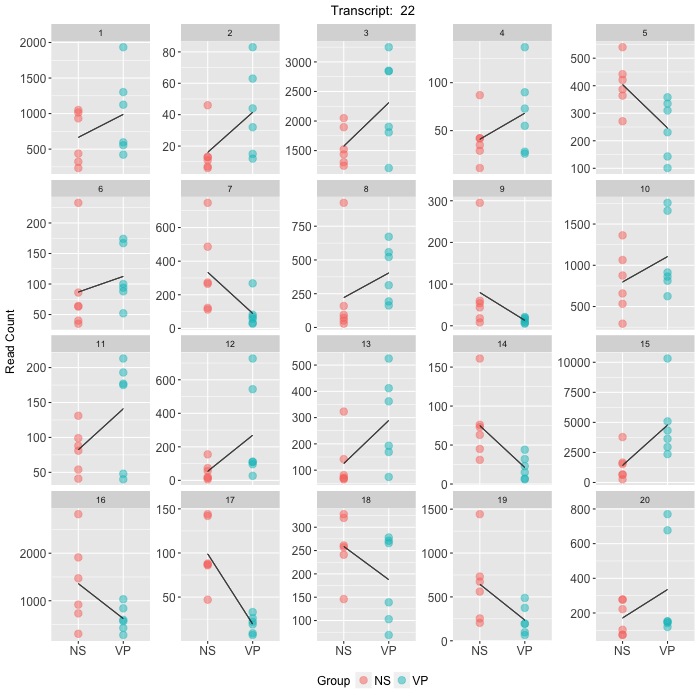 Transcript: 22
1 2 3 4 5
2000 1500 1000 500
80 60 40 20
3000 2500 2000 1500
100 50
500 400 300 200 100
6 7 8 9 10
200 150 100 50
600 400 200 0
750 500 250 0
300 200 100 0
1500 1000 500
Read Count
11 12 13 14 15
200 150 100 50
600 400 200 0
500 400 300 200 100
150 100 50 0
10000 7500 5000 2500 0
16 17 18 19 20
2000 1000
150 100 50
300 250 200 150 100
1500 1000 500 0
800 600 400 200
NS VP NS VP NS VP NS VP NS VP
Group NS VP